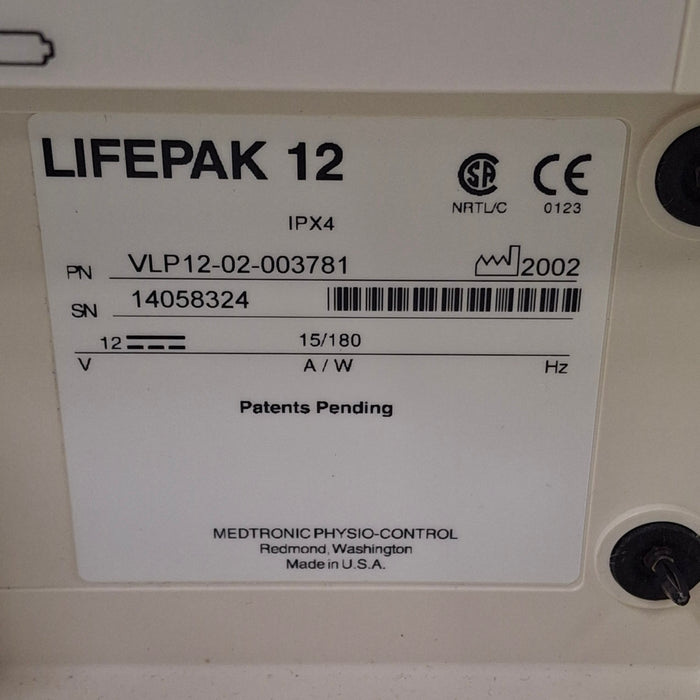 LIFEPAK 12
NRTL/C 0123
IPX4
PN VLP12-02-003781 2002
SN 14058324
12 15/180
V A / W Hz
Patents Pending
MEDTRONIC PHYSIO-CONTROL
Redmond, Washington
Made in U.S.A.